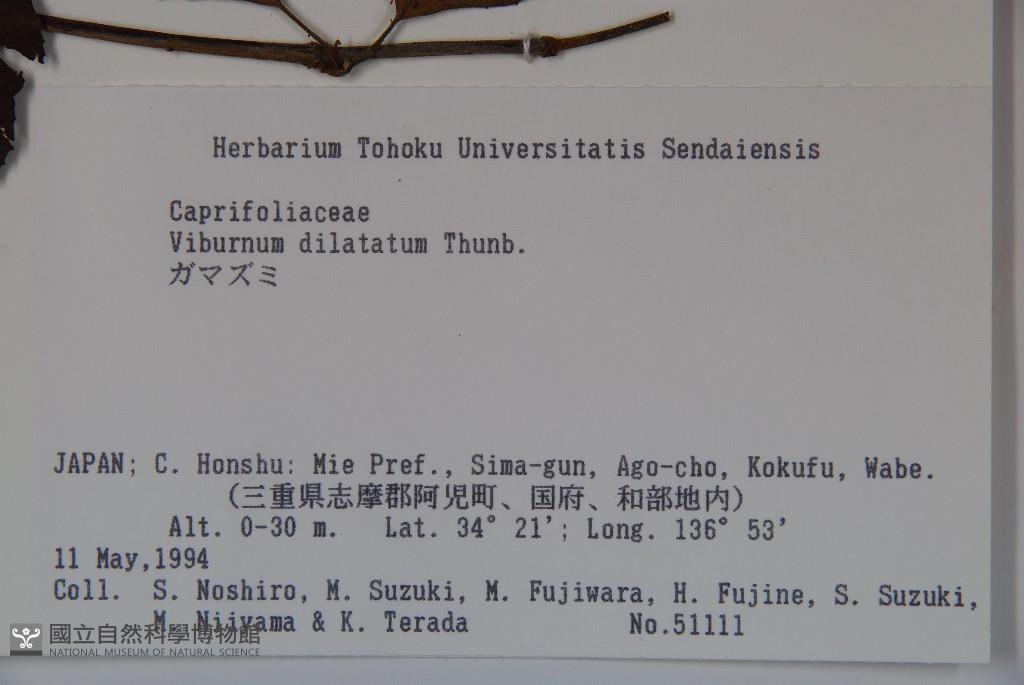 Herbarium Tohoku Universitatis Sendaiensis
Caprifoliaceae
Viburnum dilatatum Thunb.
ガマズミ
JAPAN; C. Honshu: Mie Pref., Sima-gun, Ago-cho, Kokufu, Wabe.
(三重県志摩郡阿児町、国府、和部地内)
Alt. 0-30 m. Lat. 34° 21'; Long. 136° 53'
11 May,1994
Coll. S. Noshiro, M. Suzuki, M. Fujiwara, H. Fujine, S. Suzuki,
M. Niiyama & K. Terada No.51111
國立自然科學博物館
NATIONAL MUSEUM OF NATURAL SCIENCE